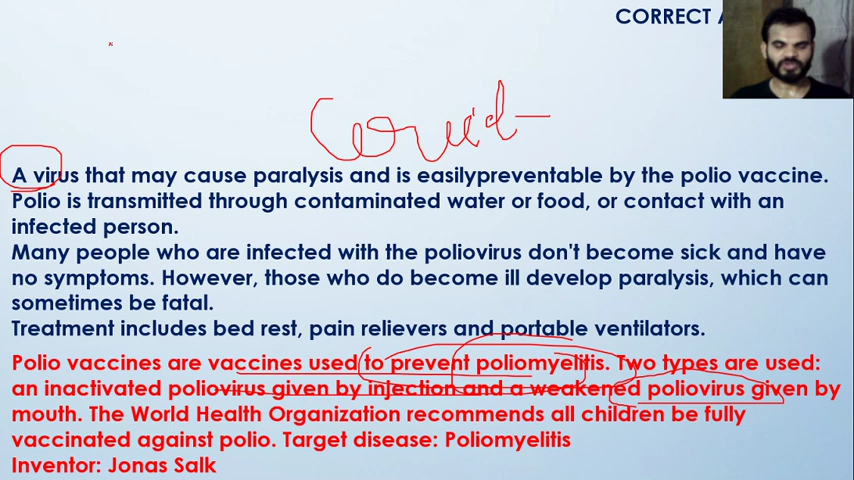 CORRECT
Covid-
A virus that may cause paralysis and is easilypreventable by the polio vaccine.
Polio is transmitted through contaminated water or food, or contact with an
infected person.
Many people who are infected with the poliovirus don't become sick and have
no symptoms. However, those who do become ill develop paralysis, which can
sometimes be fatal.
Treatment includes bed rest, pain relievers and portable ventilators.
Polio vaccines are vaccines used to prevent poliomyelitis. Two types are used:
an inactivated poliovirus given by injection and a weakened poliovirus given by
mouth. The World Health Organization recommends all children be fully
vaccinated against polio. Target disease: Poliomyelitis
Inventor: Jonas Salk